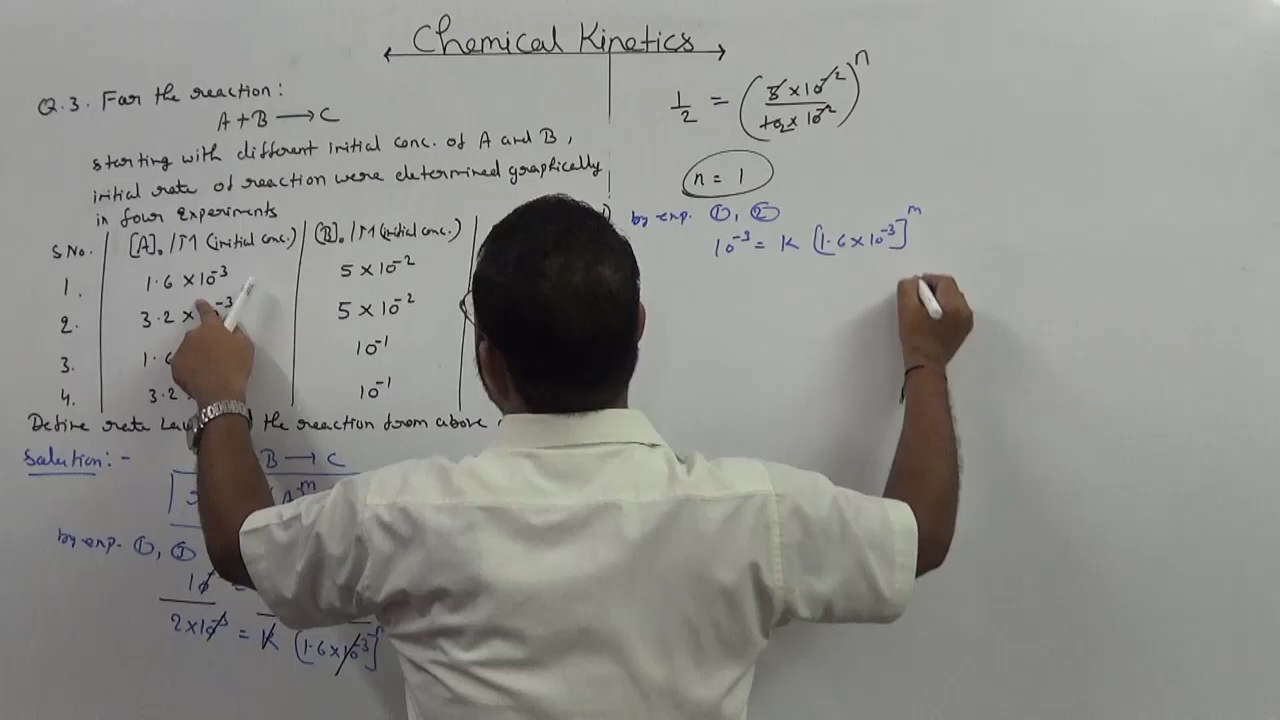 Chemical Kinetics
Q.3. For the reaction:
A + B → C
starting with different initial conc. of A and B,
initial rate of reaction were determined graphically
in four experiments
S No. [A]₀/M (initial conc.) [B]₀/M (initial conc.)
1. 1.6 × 10⁻³ 5 × 10⁻²
2. 3.2 × ⁻³ 5 × 10⁻²
3. 1.6 10⁻¹
4. 3.2 10⁻¹
the reaction from above
Solution:-
B → C
by exp. ①,
2×10⁻³ = K (1.6×10⁻³)
1/2 = (5×10⁻²/10×10⁻²)ⁿ
n = 1
by exp. ①, ②
10⁻³ = K [1.6×10⁻³]ᵐ